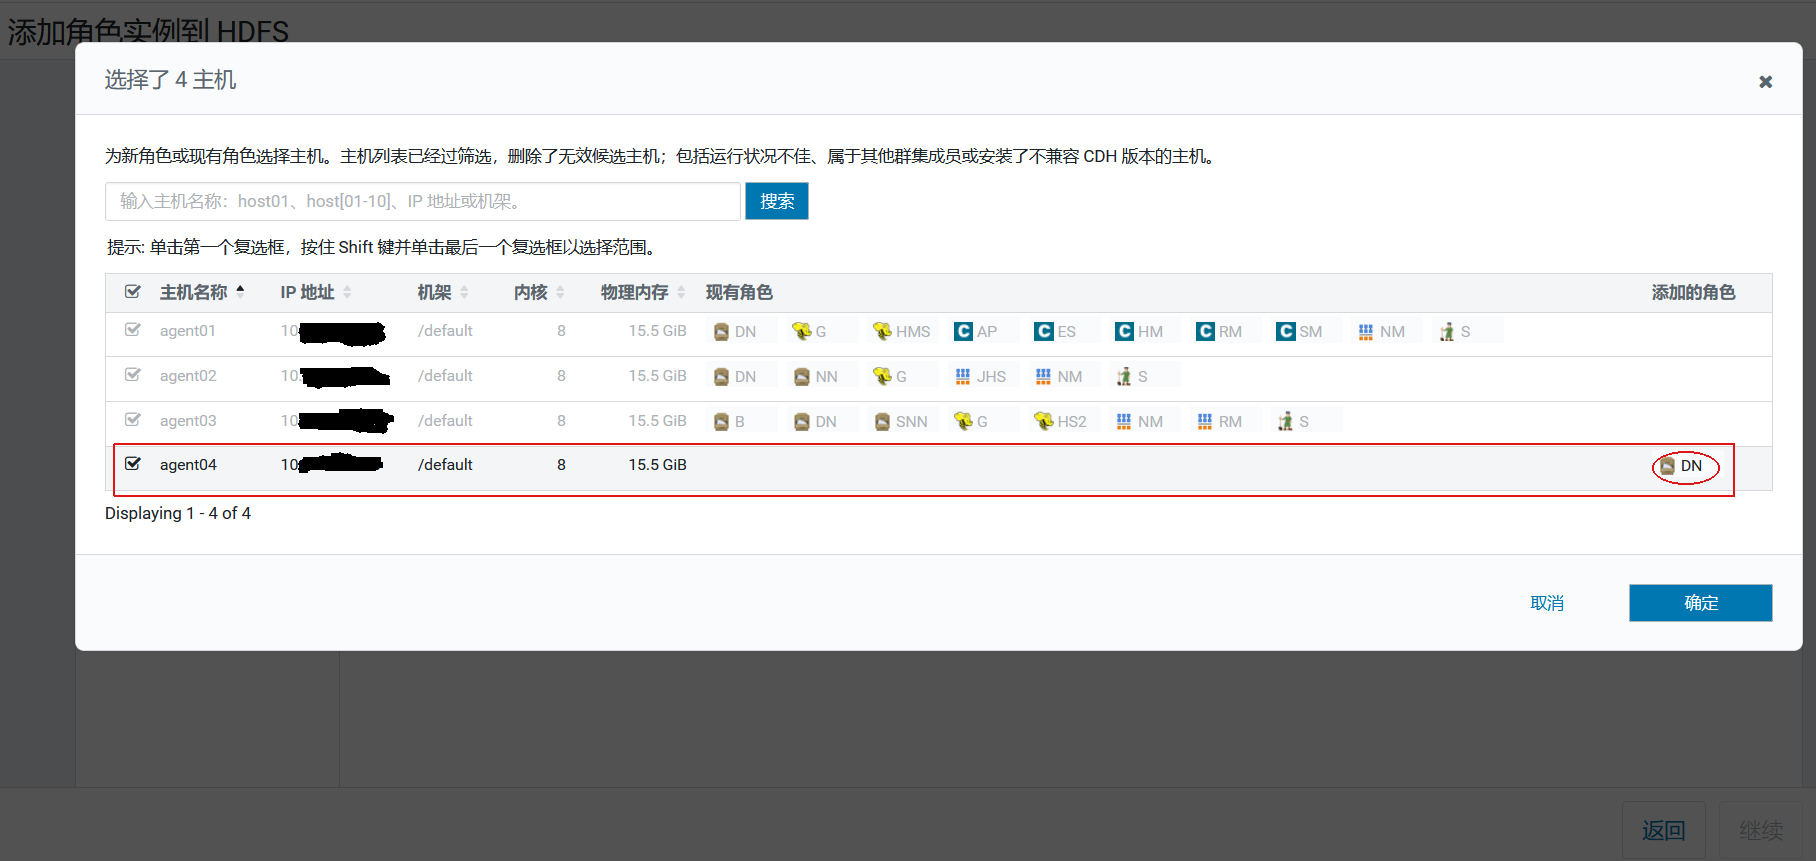 添加角色实例到 HDFS
选择了 4 主机
为新角色或现有角色选择主机。主机列表已经过筛选，删除了无效候选主机；包括运行状况不佳、属于其他群集成员或安装了不兼容 CDH 版本的主机。
输入主机名称：host01、host[01-10]、IP 地址或机架。 搜索
提示: 单击第一个复选框，按住 Shift 键并单击最后一个复选框以选择范围。
主机名称 IP 地址 机架 内核 物理内存 现有角色 添加的角色
agent01 10. /default 8 15.5 GiB DN G HMS C AP C ES C HM C RM C SM NM S
agent02 10. /default 8 15.5 GiB DN NN G JHS NM S
agent03 10. /default 8 15.5 GiB B DN SNN G HS2 NM RM S
agent04 10. /default 8 15.5 GiB DN
Displaying 1 - 4 of 4
取消 确定
返回 继续